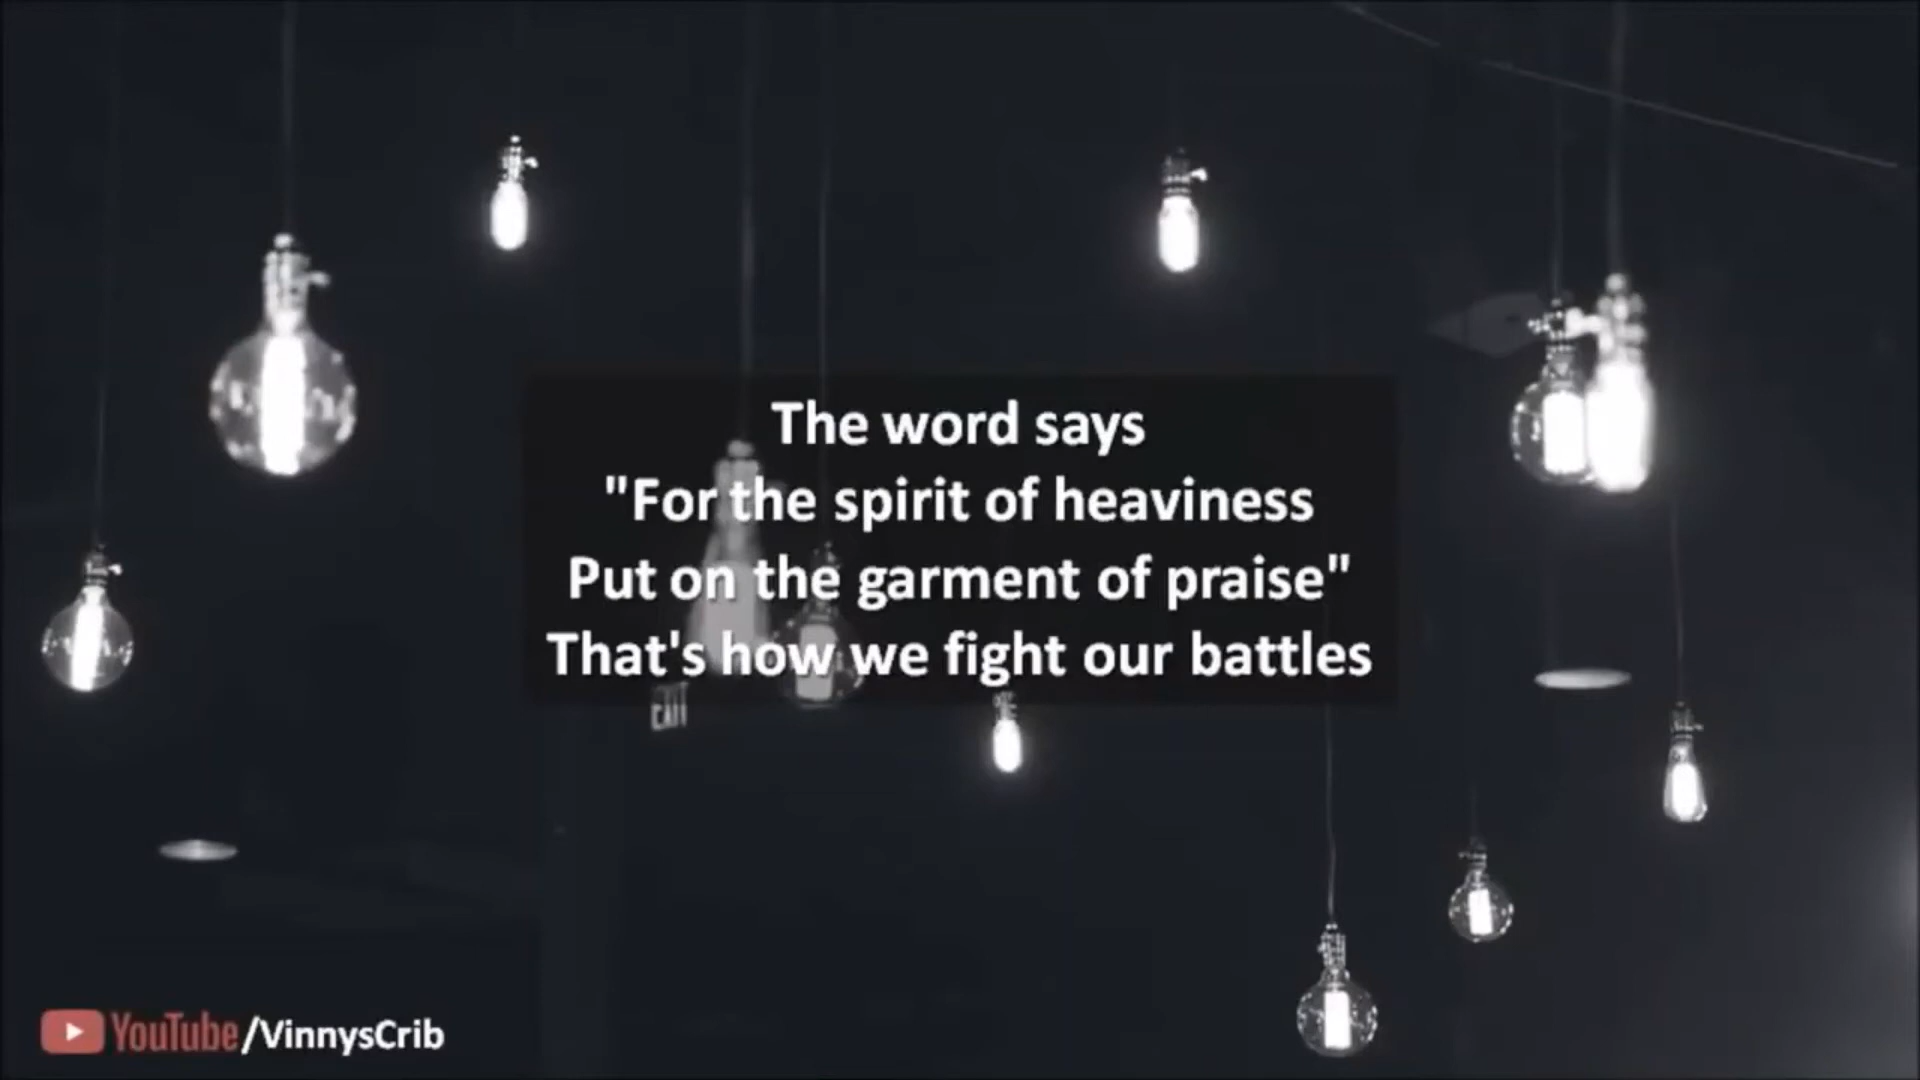 The word says
"For the spirit of heaviness
Put on the garment of praise"
That's how we fight our battles
EXIT
YouTube/VinnysCrib